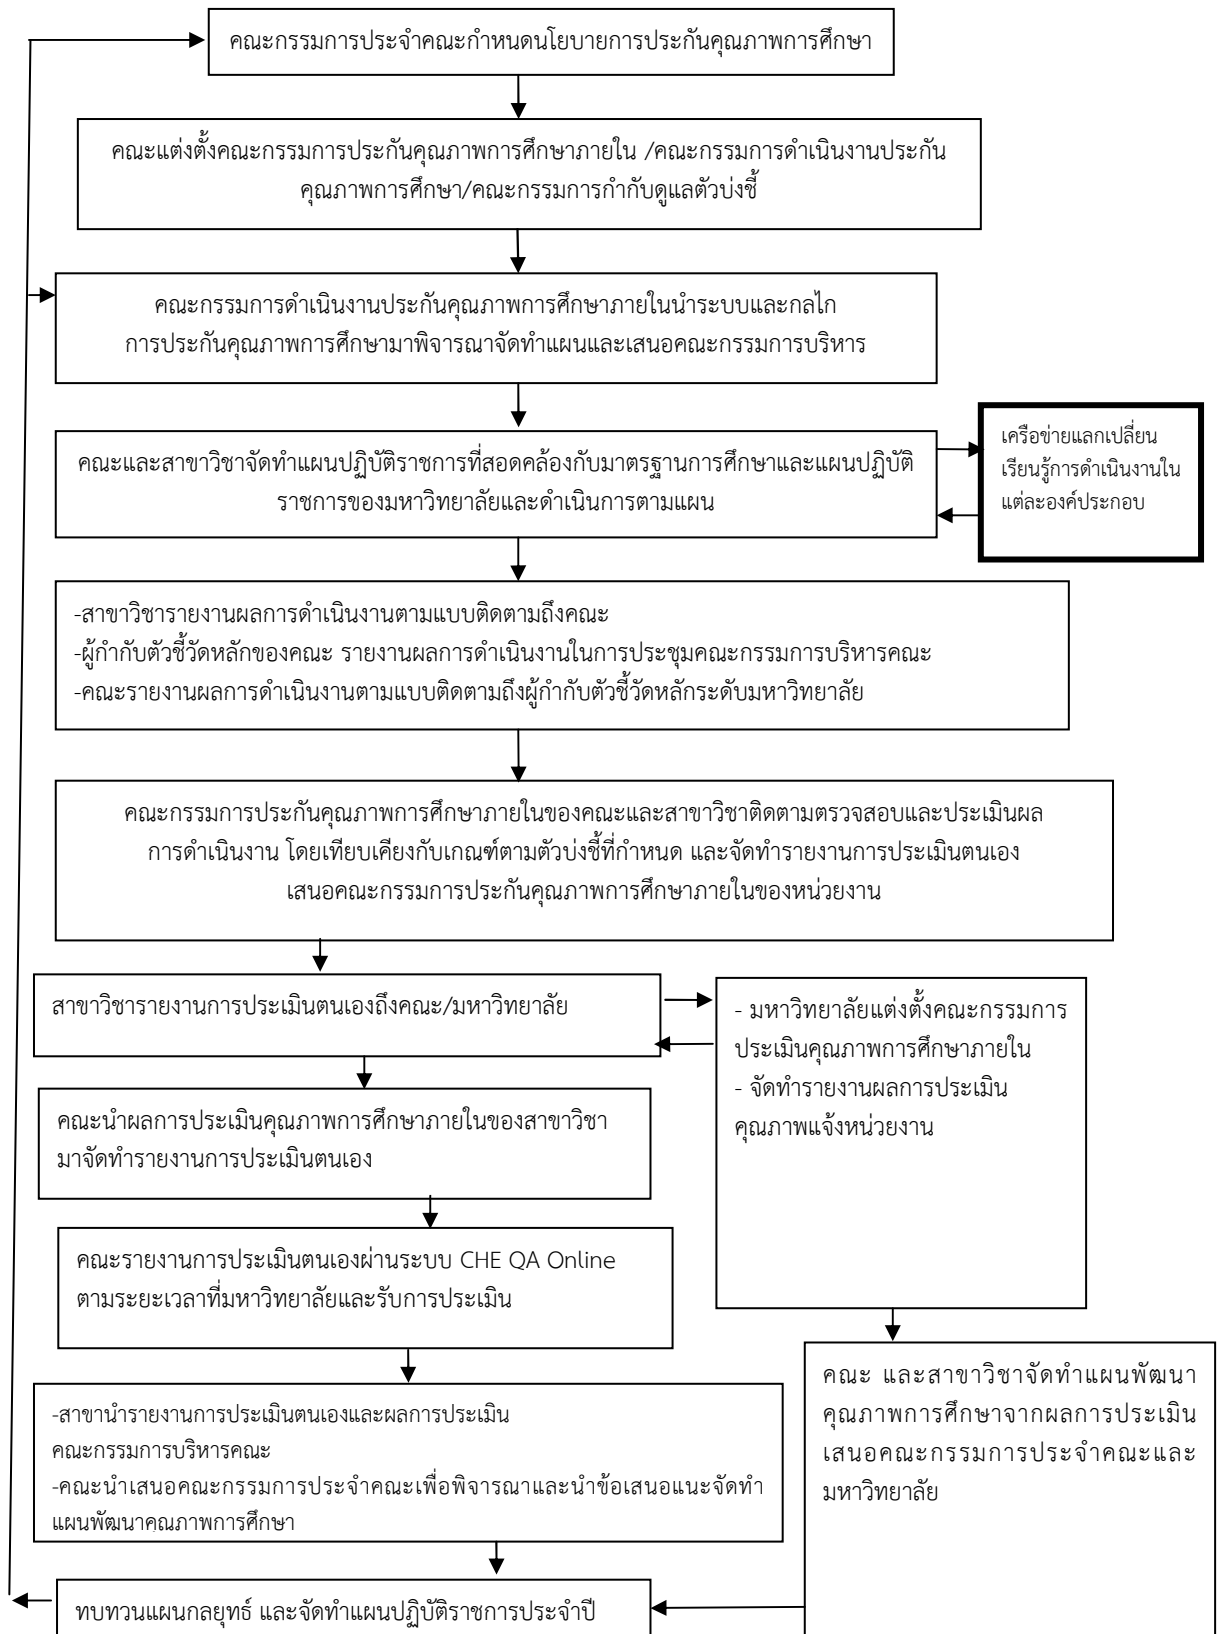 คณะกรรมการประจำคณะกำหนดนโยบายการประกันคุณภาพการศึกษา
คณะแต่งตั้งคณะกรรมการประกันคุณภาพการศึกษาภายใน /คณะกรรมการดำเนินงานประกัน
คุณภาพการศึกษา/คณะกรรมการกำกับดูแลตัวบ่งชี้
คณะกรรมการดำเนินงานประกันคุณภาพการศึกษาภายในนำระบบและกลไก
การประกันคุณภาพการศึกษามาพิจารณาจัดทำแผนและเสนอคณะกรรมการบริหาร
คณะและสาขาวิชาจัดทำแผนปฏิบัติราชการที่สอดคล้องกับมาตรฐานการศึกษาและแผนปฏิบัติ
ราชการของมหาวิทยาลัยและดำเนินการตามแผน
เครือข่ายแลกเปลี่ยน
เรียนรู้การดำเนินงานใน
แต่ละองค์ประกอบ
-สาขาวิชารายงานผลการดำเนินงานตามแบบติดตามถึงคณะ
-ผู้กำกับตัวชี้วัดหลักของคณะ รายงานผลการดำเนินงานในการประชุมคณะกรรมการบริหารคณะ
-คณะรายงานผลการดำเนินงานตามแบบติดตามถึงผู้กำกับตัวชี้วัดหลักระดับมหาวิทยาลัย
คณะกรรมการประกันคุณภาพการศึกษาภายในของคณะและสาขาวิชาติดตามตรวจสอบและประเมินผล
การดำเนินงาน โดยเทียบเคียงกับเกณฑ์ตามตัวบ่งชี้ที่กำหนด และจัดทำรายงานการประเมินตนเอง
เสนอคณะกรรมการประกันคุณภาพการศึกษาภายในของหน่วยงาน
สาขาวิชารายงานการประเมินตนเองถึงคณะ/มหาวิทยาลัย
- มหาวิทยาลัยแต่งตั้งคณะกรรมการ
ประเมินคุณภาพการศึกษาภายใน
- จัดทำรายงานผลการประเมิน
คุณภาพแจ้งหน่วยงาน
คณะนำผลการประเมินคุณภาพการศึกษาภายในของสาขาวิชา
มาจัดทำรายงานการประเมินตนเอง
คณะรายงานการประเมินตนเองผ่านระบบ CHE QA Online
ตามระยะเวลาที่มหาวิทยาลัยและรับการประเมิน
คณะ และสาขาวิชาจัดทำแผนพัฒนา
คุณภาพการศึกษาจากผลการประเมิน
เสนอคณะกรรมการประจำคณะและ
มหาวิทยาลัย
-สาขานำรายงานการประเมินตนเองและผลการประเมิน
คณะกรรมการบริหารคณะ
-คณะนำเสนอคณะกรรมการประจำคณะเพื่อพิจารณาและนำข้อเสนอแนะจัดทำ
แผนพัฒนาคุณภาพการศึกษา
ทบทวนแผนกลยุทธ์ และจัดทำแผนปฏิบัติราชการประจำปี